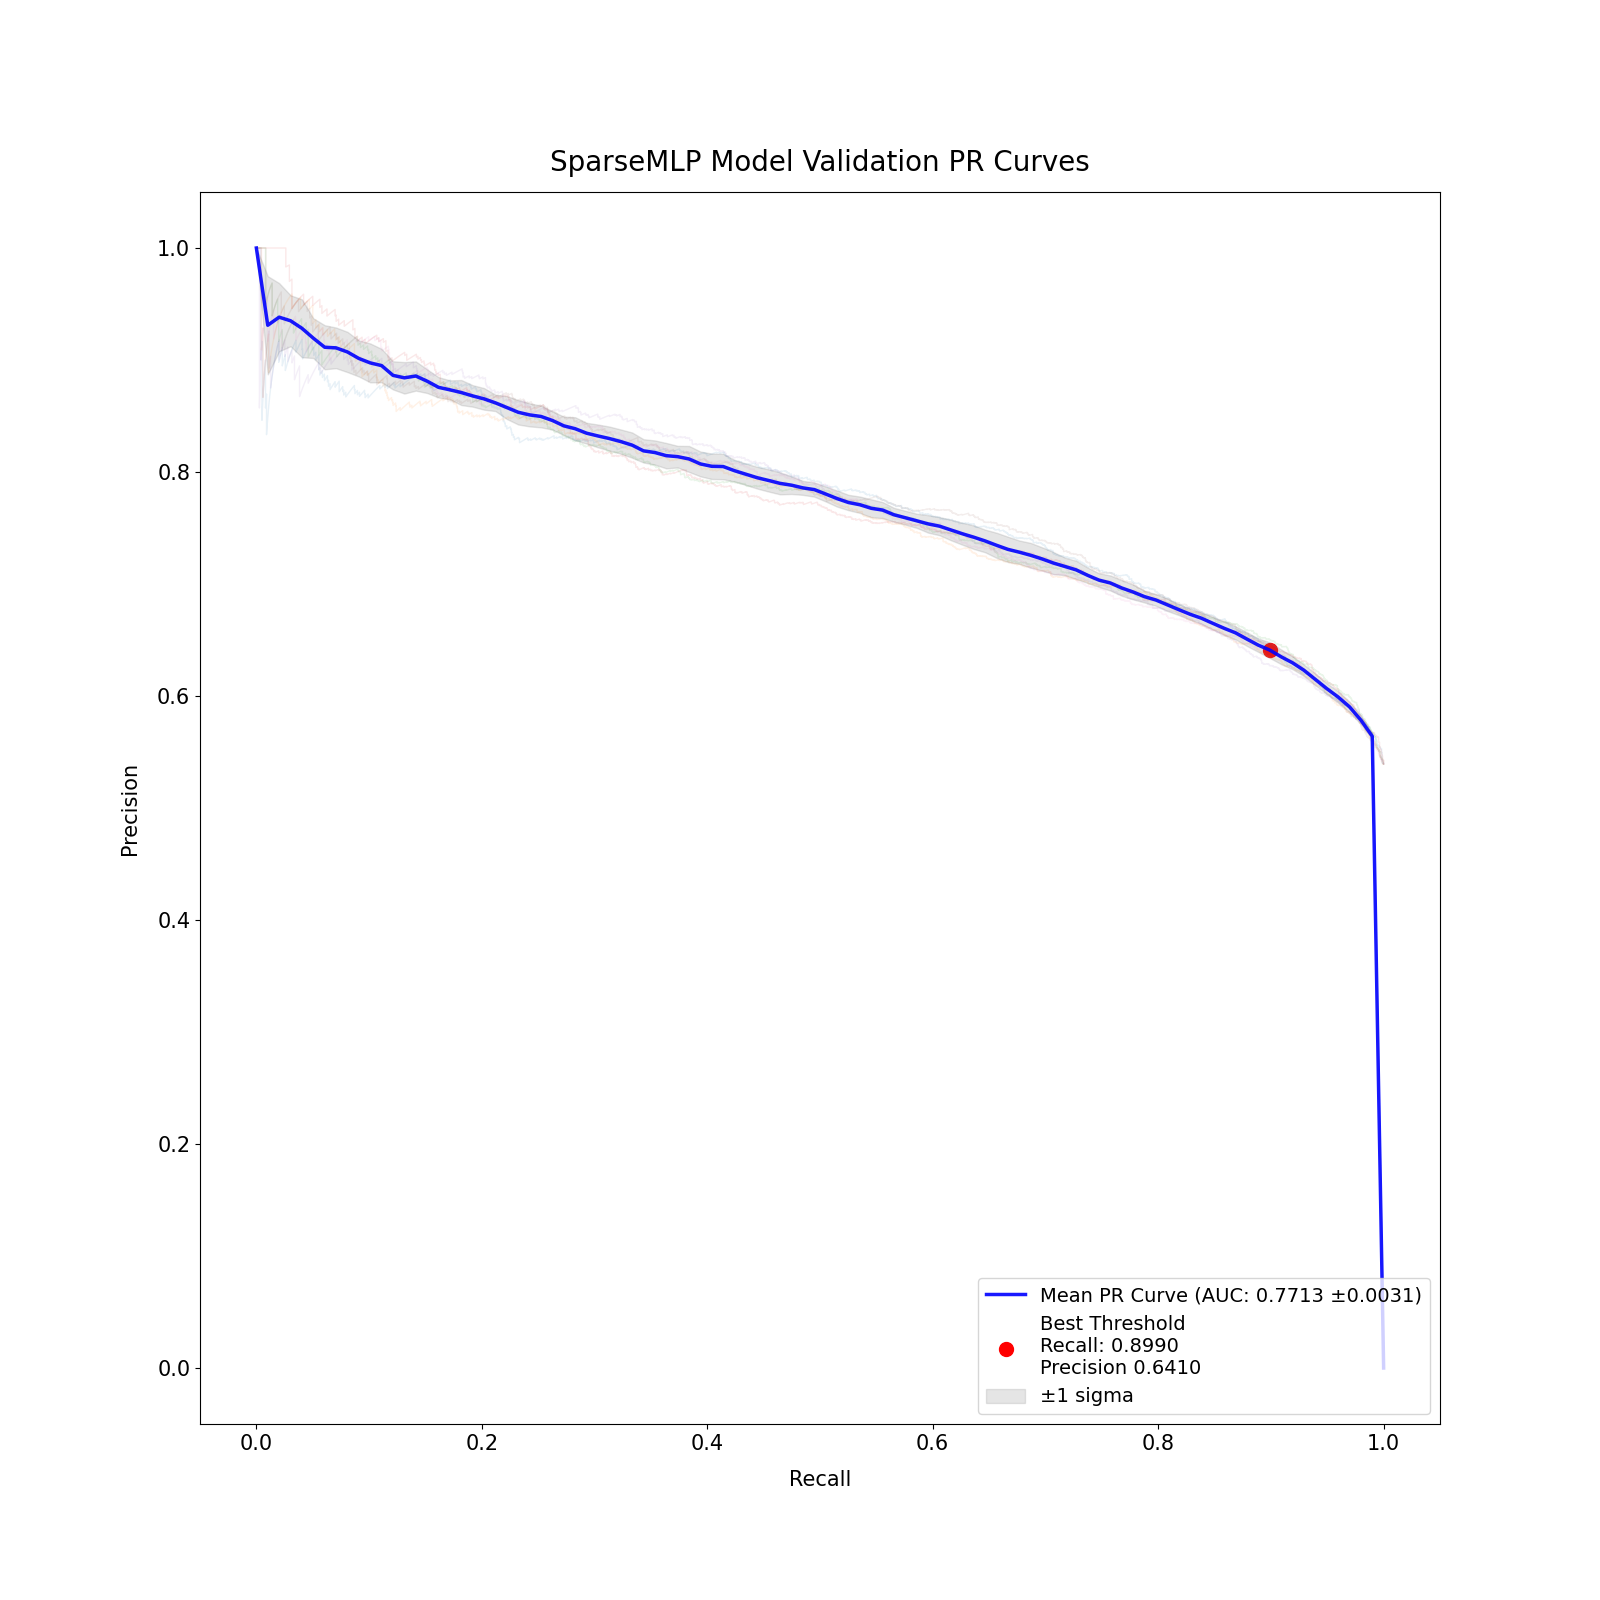 SparseMLP Model Validation PR Curves
1.0
0.8
0.6
0.4
0.2
0.0
Precision
0.0 0.2 0.4 0.6 0.8 1.0
Recall
Mean PR Curve (AUC: 0.7713 ±0.0031)
Best Threshold
Recall: 0.8990
Precision 0.6410
±1 sigma